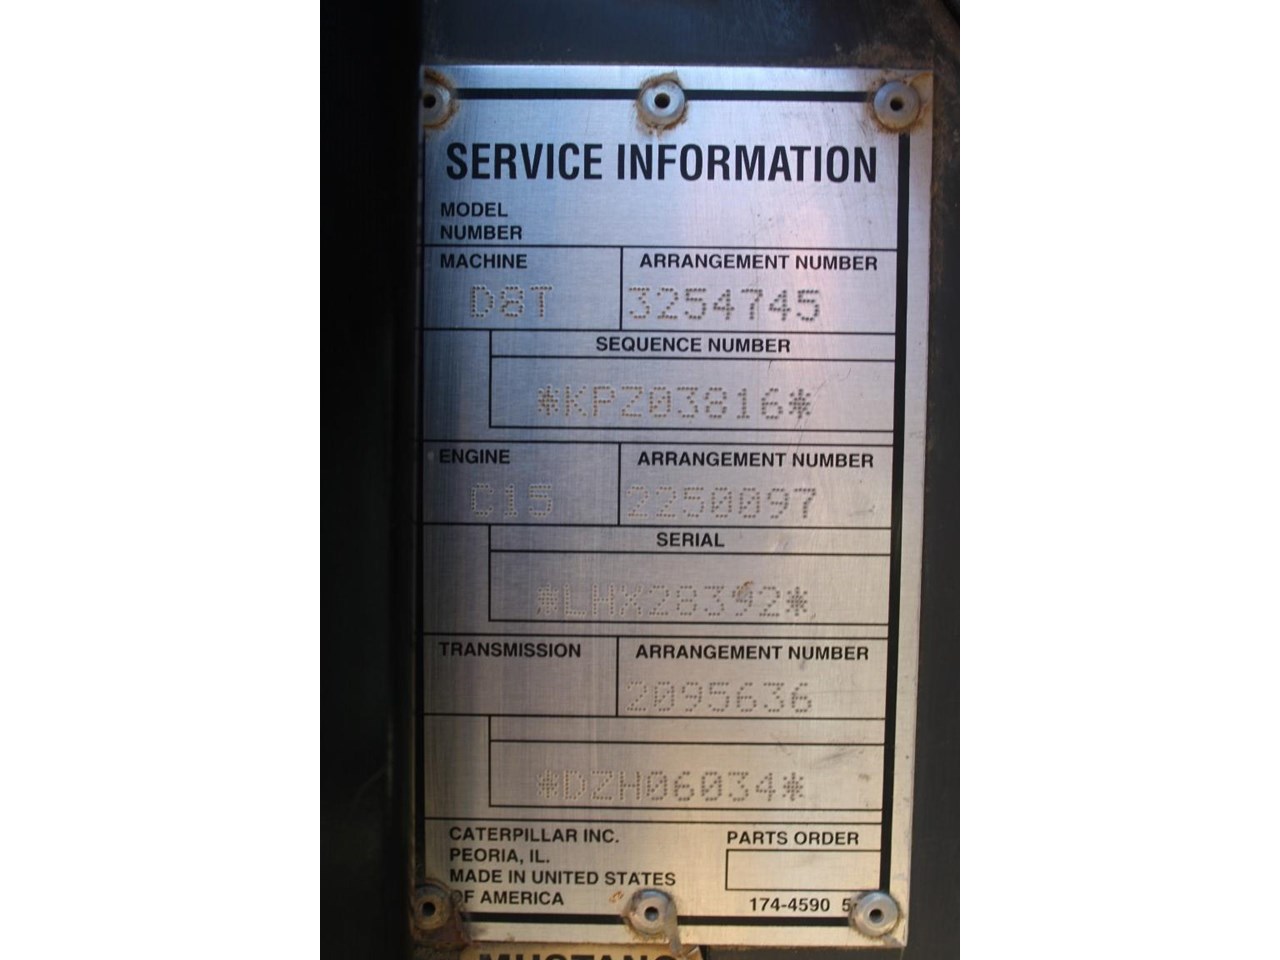 SERVICE INFORMATION
MODEL
NUMBER
MACHINE ARRANGEMENT NUMBER
D8T 3254745
SEQUENCE NUMBER
*KPZ03816*
ENGINE ARRANGEMENT NUMBER
C15 2250097
SERIAL
*LHX28392*
TRANSMISSION ARRANGEMENT NUMBER
2095636
*DZH06034*
CATERPILLAR INC. PARTS ORDER
PEORIA, IL.
MADE IN UNITED STATES
OF AMERICA 174-4590 5
MUSTANG